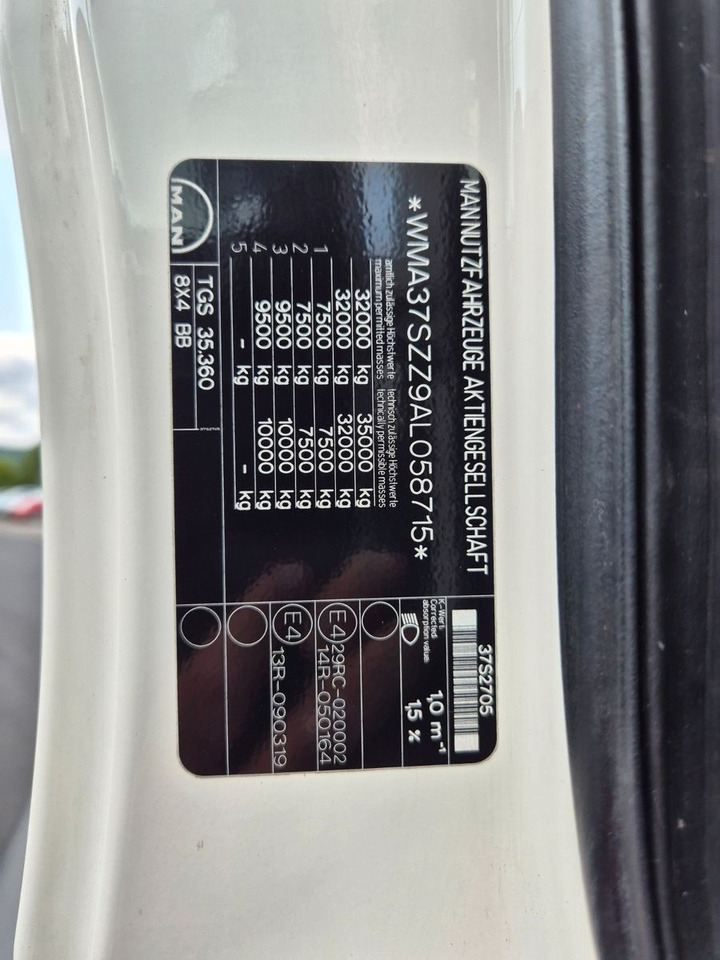 MAN NUTZFAHRZEUGE AKTIENGESELLSCHAFT
*WMA37SZZ9AL058715*
amtlich zulässige Höchstwerte technisch zulässige Höchstwerte
maximum permitted masses technically permissible masses
32000 kg 35000 kg
32000 kg 32000 kg
1 7500 kg 7500 kg
2 7500 kg 7500 kg
3 9500 kg 10000 kg
4 9500 kg 10000 kg
5 - kg - kg
MAN
TGS 35.360
8X4 BB
37S2705
37S2705
K-Wert:
Corrected
absorption value:
1,0 m⁻¹
1,5 %
E4 29RC-020002
14R-050164
E4 13R-090319